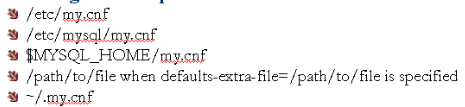 /etc/my.cnf
/etc/mysql/my.cnf
$MYSQL_HOME/my.cnf
/path/to/file when defaults-extra-file=/path/to/file is specified
~/.my.cnf